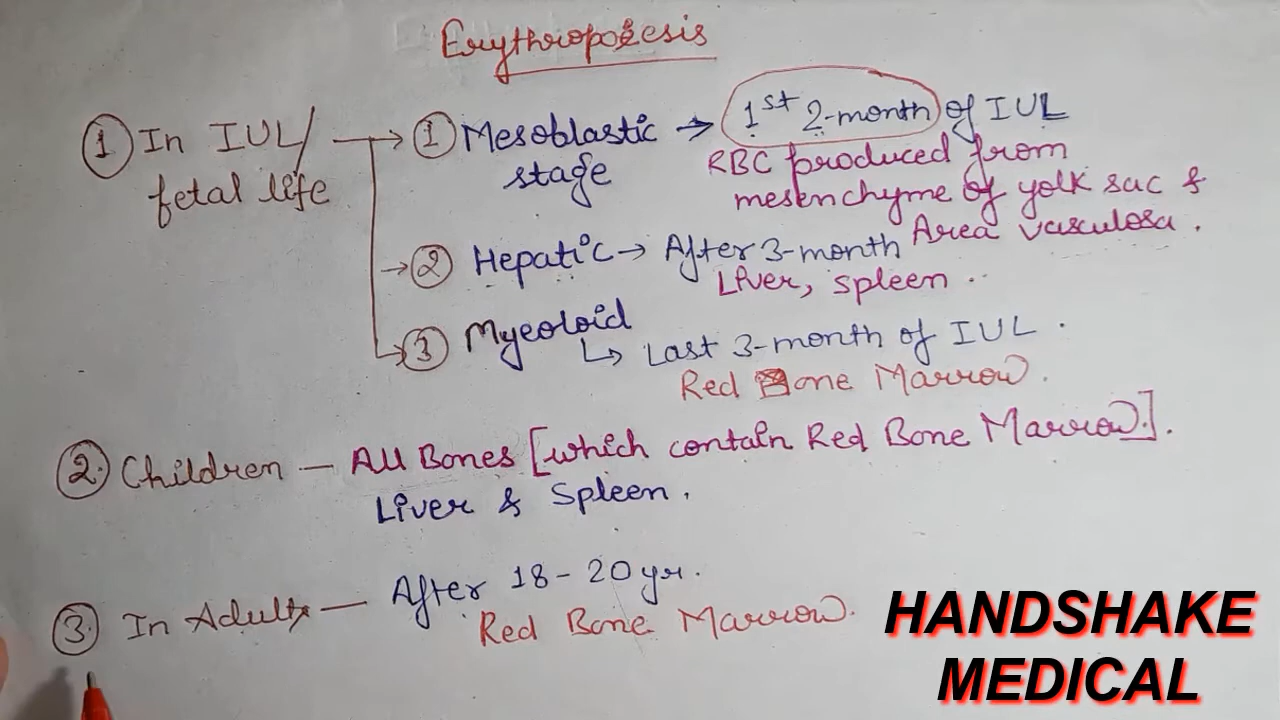 Erythropoiesis
① In IUL/ fetal life → ① Mesoblastic stage → 1st 2-month of IUL
RBC produced from
mesenchyme of yolk sac &
Area vasculosa.
→ ② Hepatic → After 3-month
Liver, spleen.
③ Myeoloid
↳ Last 3-month of IUL.
Red Bone Marrow.
② Children — All Bones [which contain Red Bone Marrow.].
Liver & Spleen.
③ In Adults — After 18-20 yr.
Red Bone Marrow.
HANDSHAKE
MEDICAL